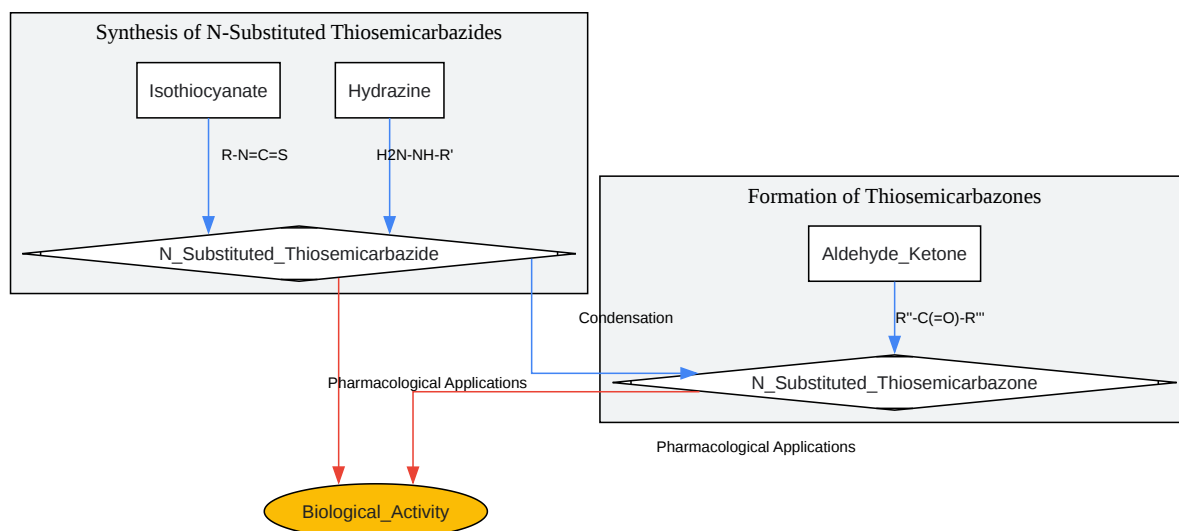 Synthesis of N-Substituted Thiosemicarbazides
Isothiocyanate
Hydrazine
R-N=C=S
H2N-NH-R'
N_Substituted_Thiosemicarbazide
Formation of Thiosemicarbazones
Aldehyde_Ketone
Condensation
R''-C(=O)-R'''
N_Substituted_Thiosemicarbazone
Pharmacological Applications
Pharmacological Applications
Biological_Activity